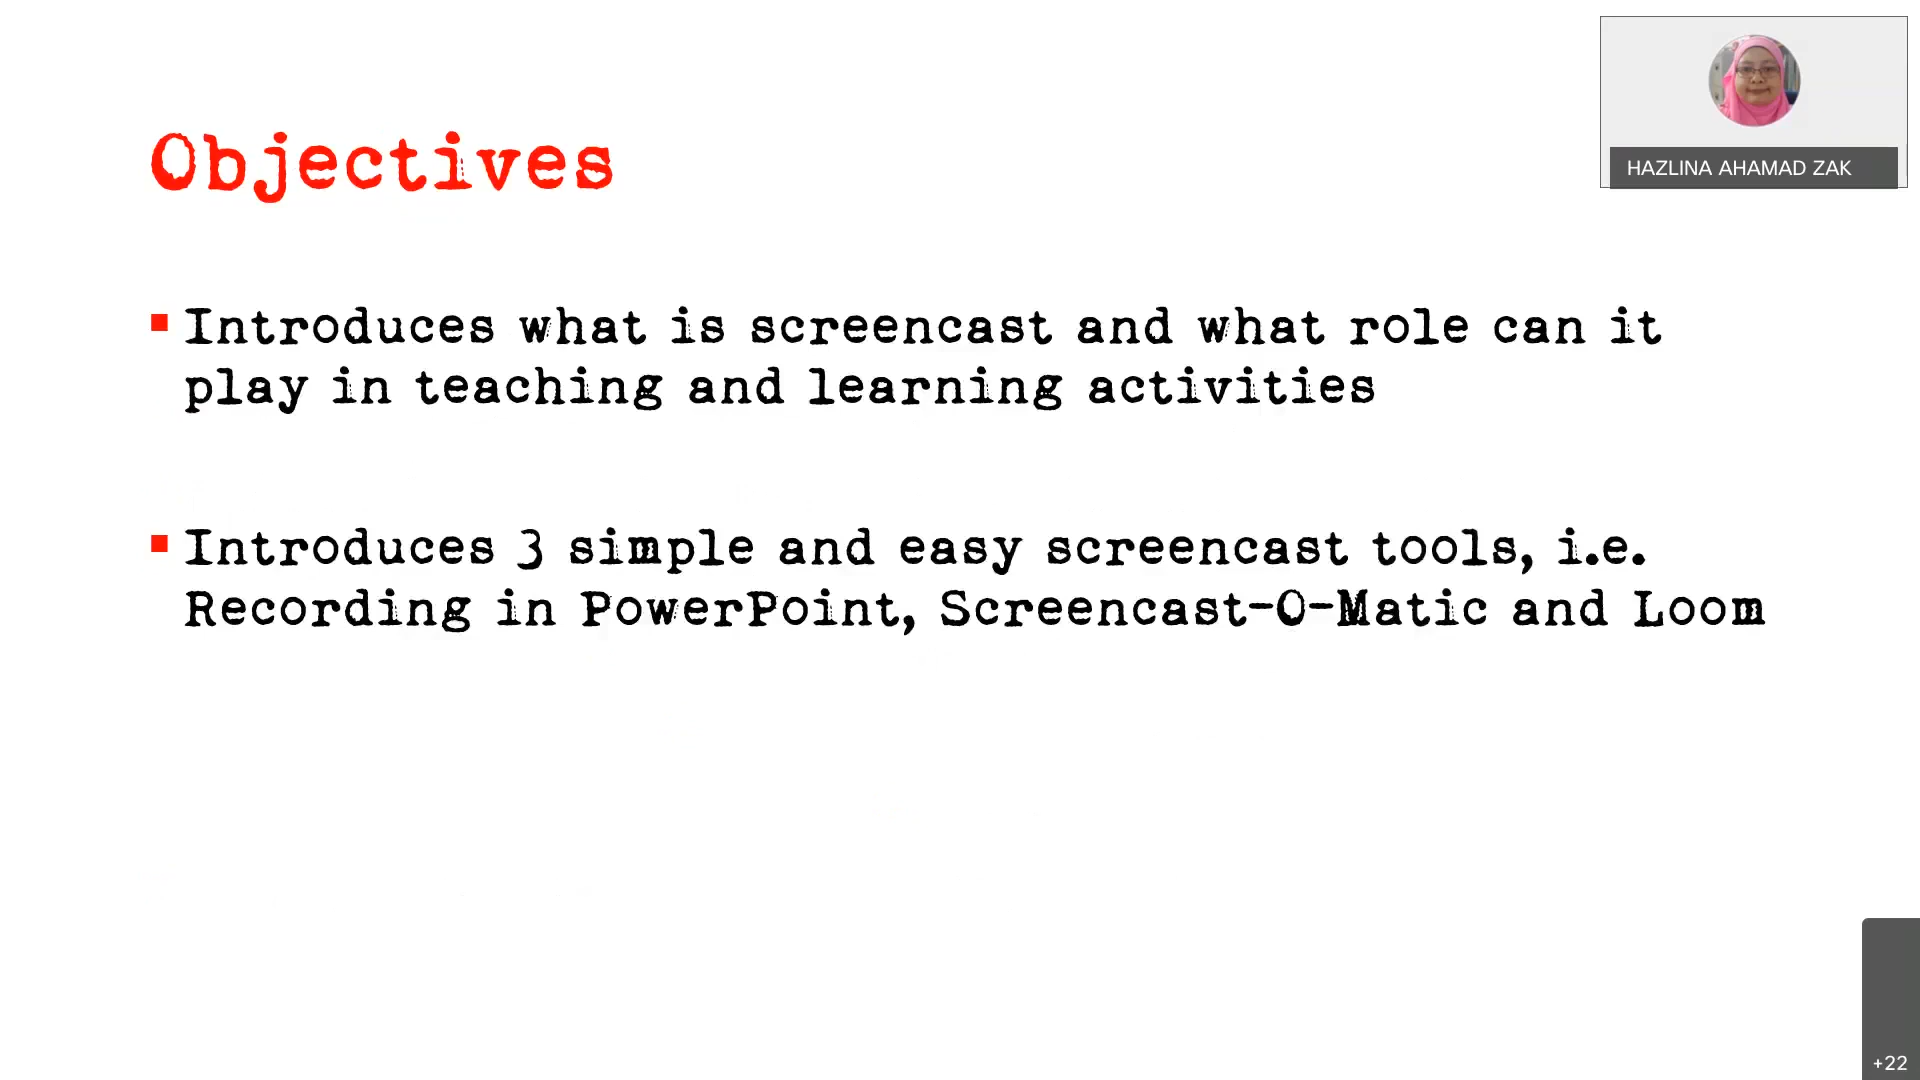 HAZLINA AHAMAD ZAK
Objectives
▪ Introduces what is screencast and what role can it
play in teaching and learning activities
▪ Introduces 3 simple and easy screencast tools, i.e.
Recording in PowerPoint, Screencast-O-Matic and Loom
+22